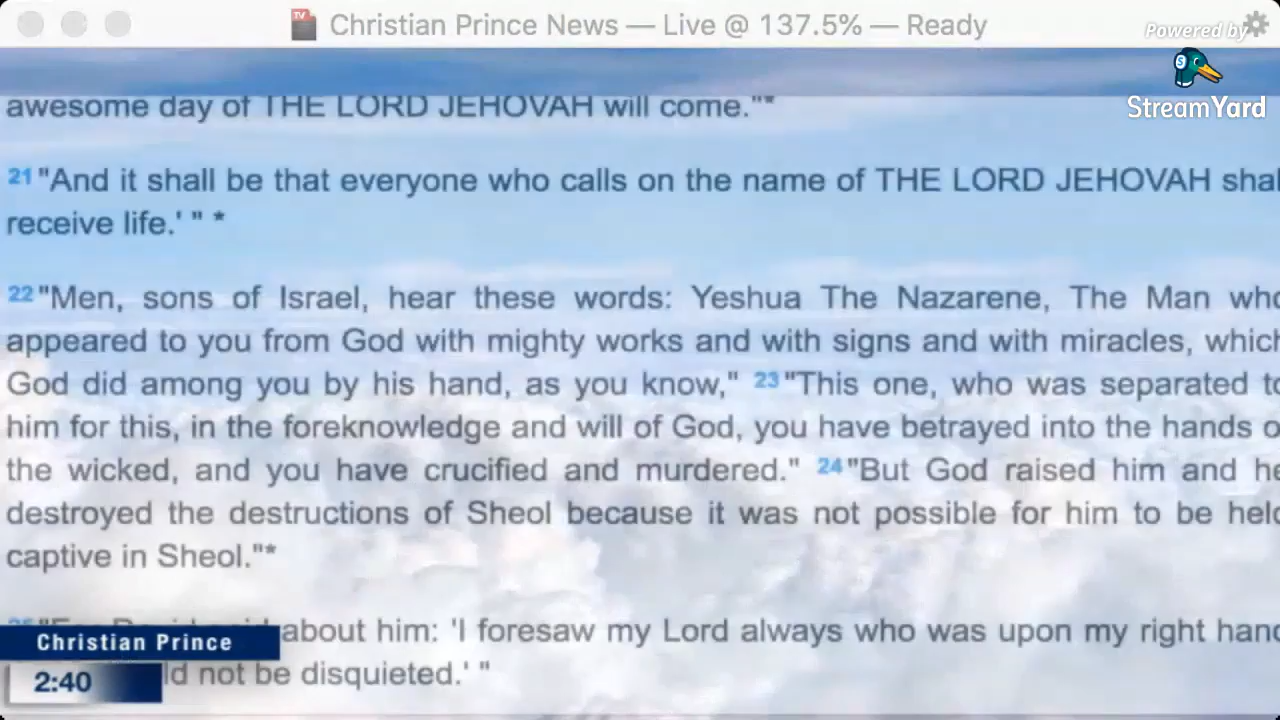 TV Christian Prince News — Live @ 137.5% — Ready
Powered by
StreamYard
awesome day of THE LORD JEHOVAH will come."*
21 "And it shall be that everyone who calls on the name of THE LORD JEHOVAH shal
receive life.' " *
22 "Men, sons of Israel, hear these words: Yeshua The Nazarene, The Man who
appeared to you from God with mighty works and with signs and with miracles, which
God did among you by his hand, as you know," 23 "This one, who was separated to
him for this, in the foreknowledge and will of God, you have betrayed into the hands o
the wicked, and you have crucified and murdered." 24 "But God raised him and he
destroyed the destructions of Sheol because it was not possible for him to be held
captive in Sheol."*
about him: 'I foresaw my Lord always who was upon my right hand
ld not be disquieted.' "
Christian Prince
2:40